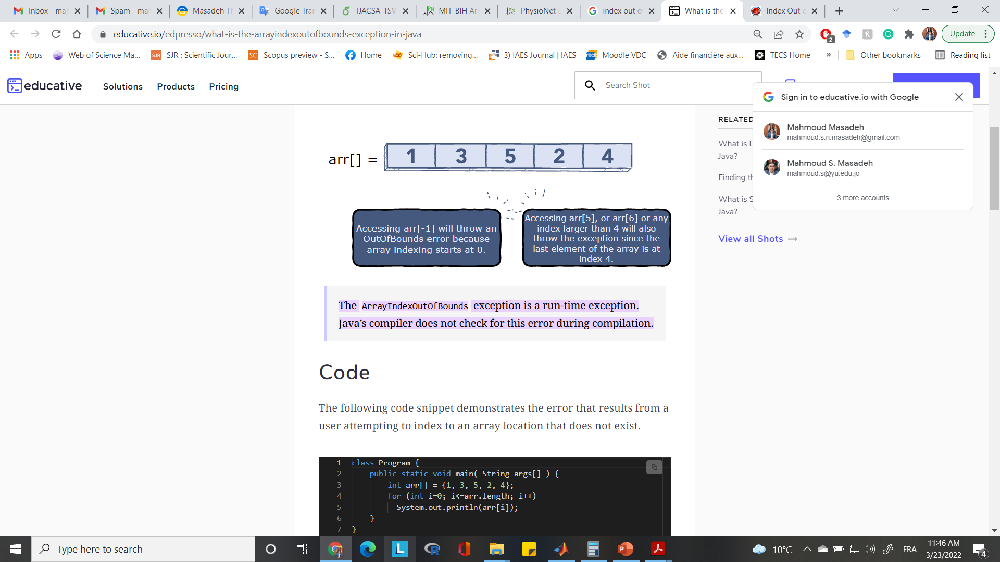 Inbox - mah
Spam - mah
Masadeh Th
Google Tran
IJACSA-TSV
MIT-BIH Arr
PhysioNet D
index out o
What is the
Index Out o
educative.io/edpresso/what-is-the-arrayindexoutofbounds-exception-in-java
2
Update
Apps
Web of Science Ma...
SJR
SJR : Scientific Jour...
SC
Scopus preview - S...
Home
Sci-Hub: removing...
3) IAES Journal | IAES
Moodle VDC
Aide financière aux...
TECS Home
»
Other bookmarks
Reading list
educative
Solutions
Products
Pricing
Search Shot
Sign in to educative.io with Google
Mahmoud Masadeh
mahmoud.s.n.masadeh@gmail.com
Mahmoud S. Masadeh
mahmoud.s@yu.edu.jo
3 more accounts
RELATED
What is D
Java?
Finding th
What is S
Java?
View all Shots →
arr[] = 1 3 5 2 4
Accessing arr[-1] will throw an
OutOfBounds error because
array indexing starts at 0.
Accessing arr[5], or arr[6] or any
index larger than 4 will also
throw the exception since the
last element of the array is at
index 4.
The ArrayIndexOutOfBounds exception is a run-time exception.
Java’s compiler does not check for this error during compilation.
Code
The following code snippet demonstrates the error that results from a
user attempting to index to an array location that does not exist.
1 class Program {
2 public static void main( String args[] ) {
3 int arr[] = {1, 3, 5, 2, 4};
4 for (int i=0; i<=arr.length; i++)
5 System.out.println(arr[i]);
6 }
7 }
Type here to search
10°C
FRA
11:46 AM
3/23/2022
4